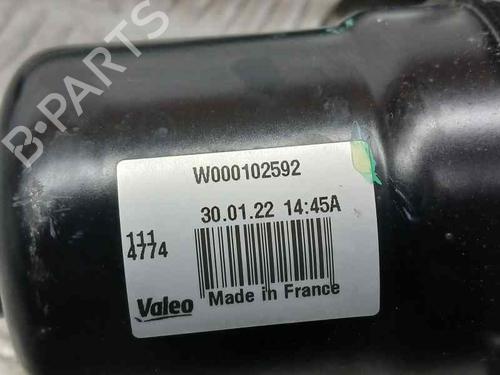 B-PARTS
W000102592
30.01.22 14:45A
111
4774
Valeo
Made in France